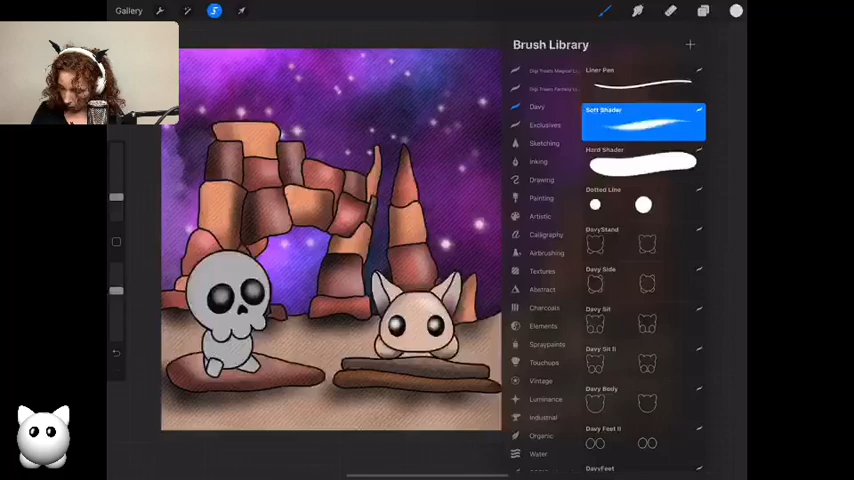 Gallery
Brush Library
Liner Pen
Soft Shader
Davy
Exclusives
Hard Shader
Sketching
Inking
Drawing
Dotted Line
Painting
Artistic
DavyStand
Calligraphy
Airbrushing
Textures
Davy Side
Abstract
Charcoals
Davy Sit
Elements
Spraypaints
Davy Sit II
Touchups
Vintage
Davy Body
Luminance
Industrial
Davy Feet II
Organic
Water
DavyFeet